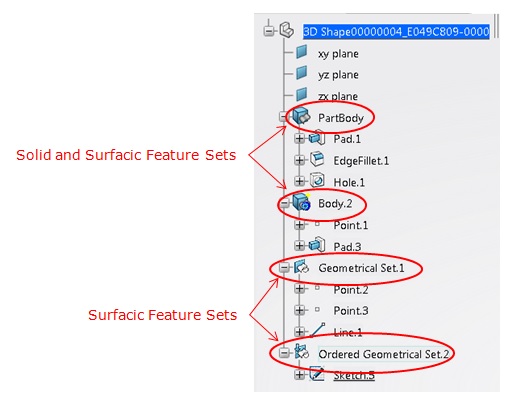 3D Shape00000004_E049C809-0000
xy plane
yz plane
zx plane
PartBody
Pad.1
Solid and Surfacic Feature Sets
EdgeFillet.1
Hole.1
Body.2
Point.1
Pad.3
Geometrical Set.1
Point.2
Surfacic Feature Sets
Point.3
Line.1
Ordered Geometrical Set.2
Sketch.5